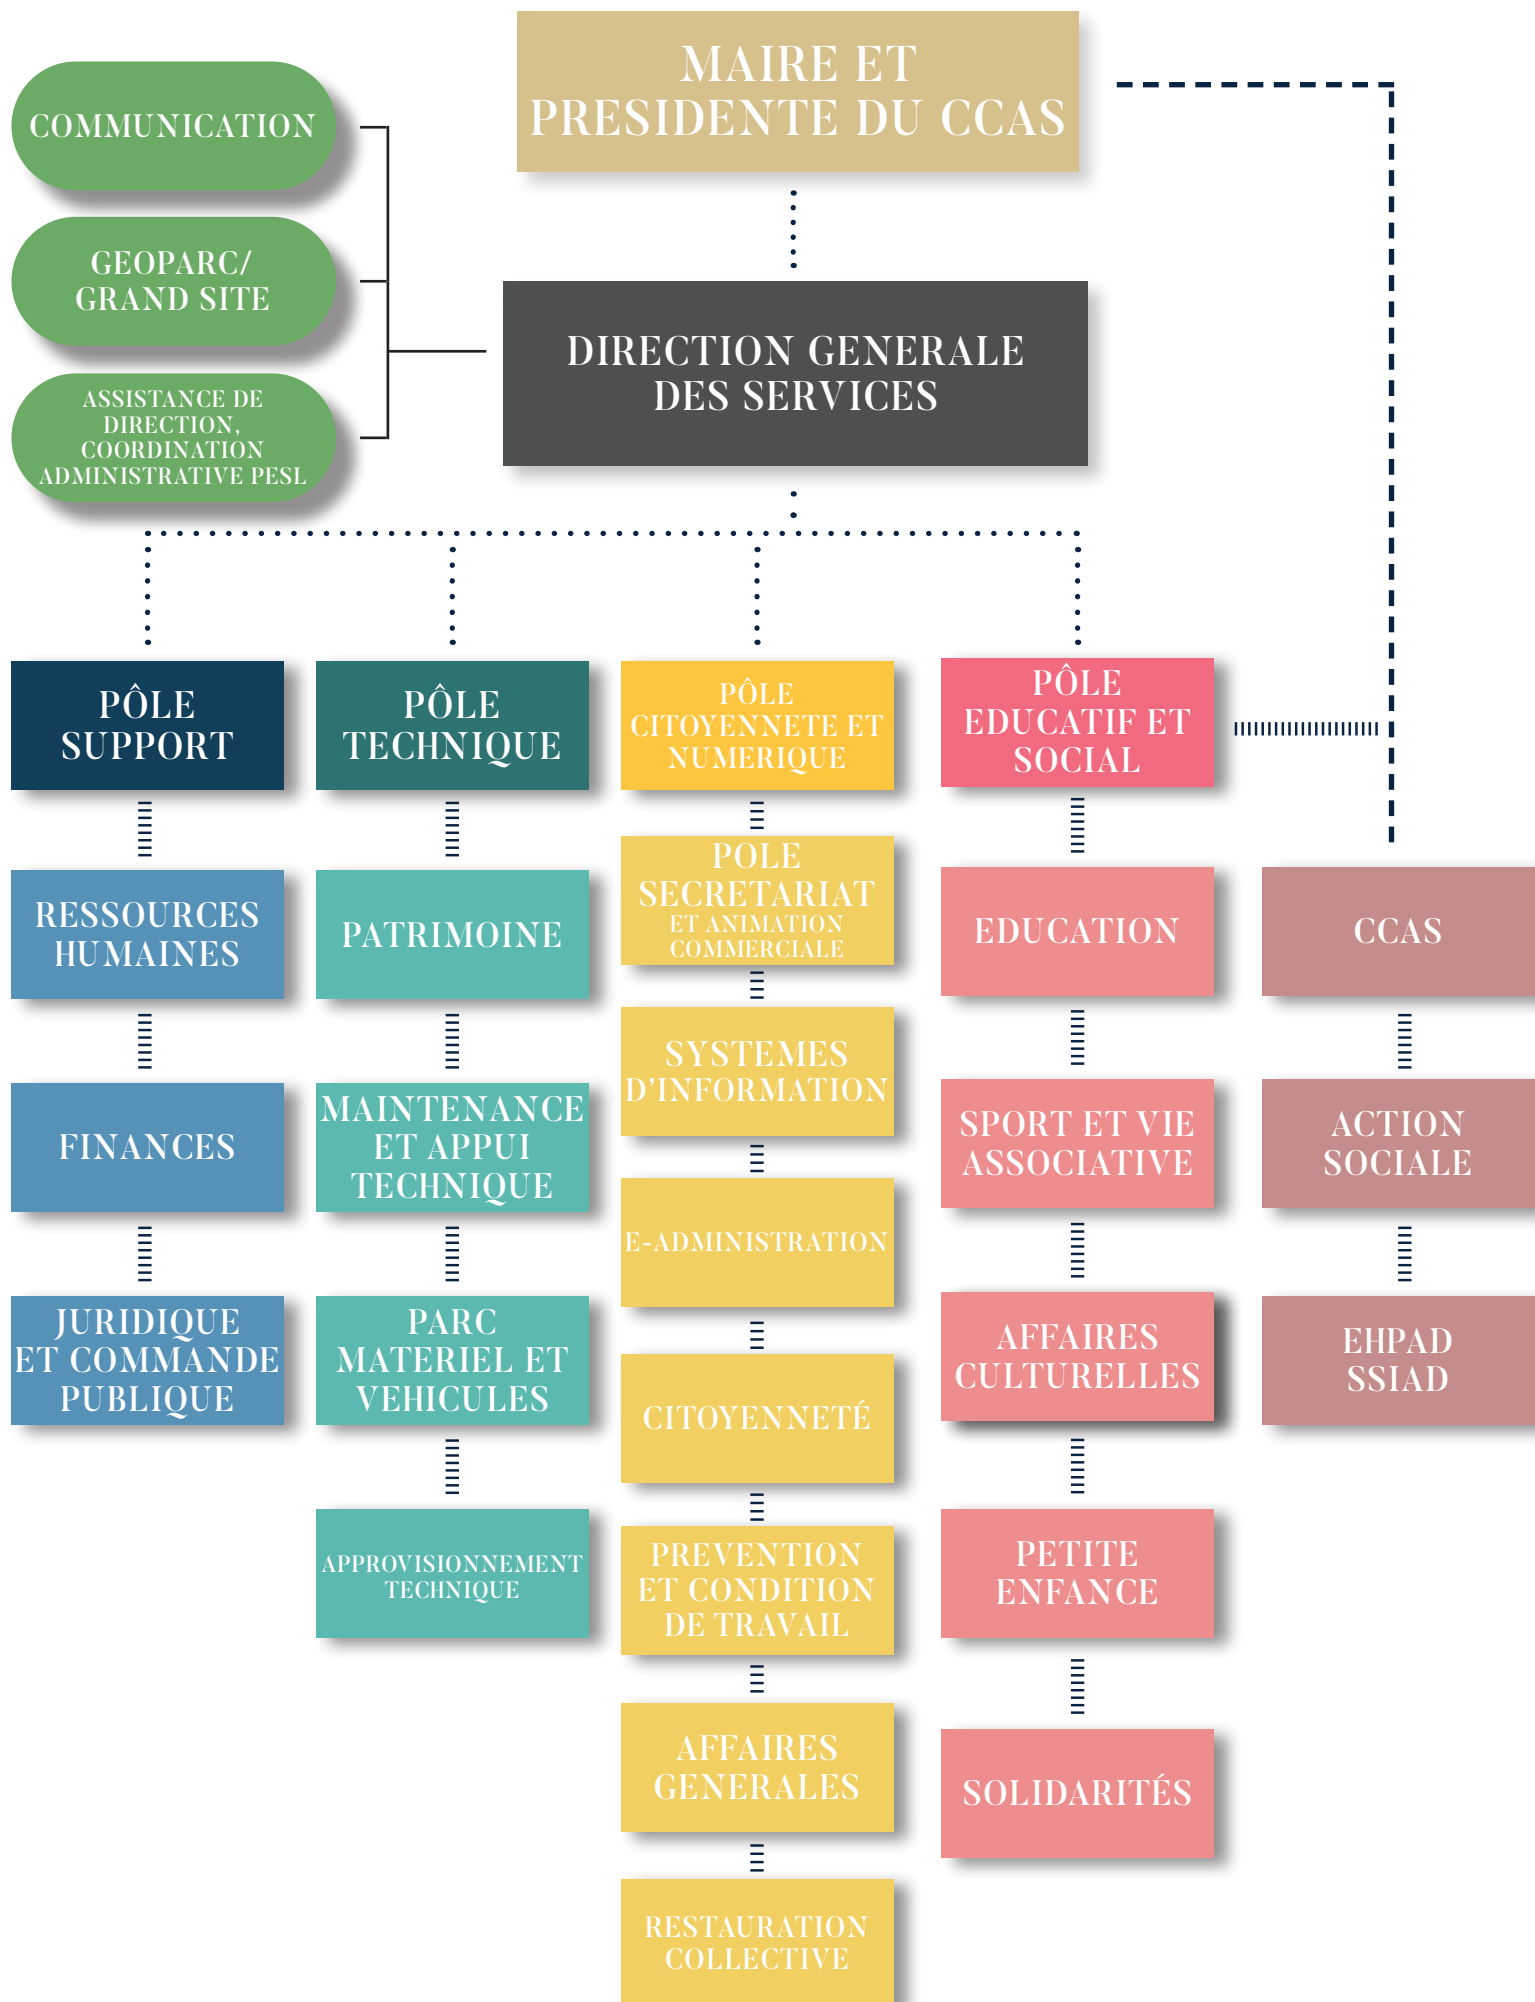 MAIRE ET
PRESIDENTE DU CCAS
COMMUNICATION
GEOPARC/
GRAND SITE
ASSISTANCE DE
DIRECTION,
COORDINATION
ADMINISTRATIVE PESL
DIRECTION GENERALE
DES SERVICES
PÔLE
SUPPORT
RESSOURCES
HUMAINES
FINANCES
JURIDIQUE
ET COMMANDE
PUBLIQUE
PÔLE
TECHNIQUE
PATRIMOINE
MAINTENANCE
ET APPUI
TECHNIQUE
PARC
MATERIEL ET
VEHICULES
APPROVISIONNEMENT
TECHNIQUE
PÔLE
CITOYENNETE ET
NUMERIQUE
POLE
SECRETARIAT
ET ANIMATION
COMMERCIALE
SYSTEMES
D'INFORMATION
E-ADMINISTRATION
CITOYENNETÉ
PREVENTION
ET CONDITION
DE TRAVAIL
AFFAIRES
GENERALES
RESTAURATION
COLLECTIVE
PÔLE
EDUCATIF ET
SOCIAL
EDUCATION
SPORT ET VIE
ASSOCIATIVE
AFFAIRES
CULTURELLES
PETITE
ENFANCE
SOLIDARITÉS
CCAS
ACTION
SOCIALE
EHPAD
SSIAD